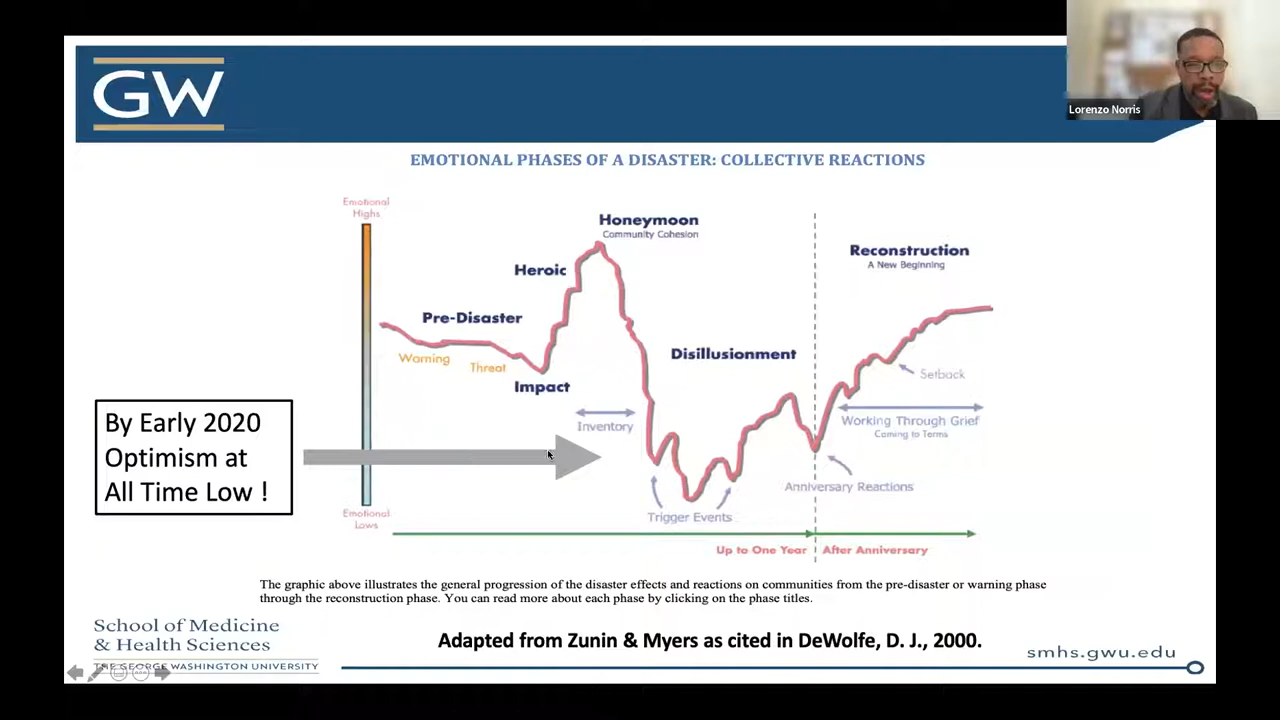 GW
Lorenzo Norris
EMOTIONAL PHASES OF A DISASTER: COLLECTIVE REACTIONS
Emotional
Highs
Honeymoon
Community Cohesion
Reconstruction
A New Beginning
Heroic
Pre-Disaster
Warning
Threat
Impact
Disillusionment
Setback
Inventory
Working Through Grief
Coming to Terms
By Early 2020
Optimism at
All Time Low !
Anniversary Reactions
Trigger Events
Emotional
Lows
Up to One Year
After Anniversary
The graphic above illustrates the general progression of the disaster effects and reactions on communities from the pre-disaster or warning phase
through the reconstruction phase. You can read more about each phase by clicking on the phase titles.
School of Medicine
& Health Sciences
THE GEORGE WASHINGTON UNIVERSITY
Adapted from Zunin & Myers as cited in DeWolfe, D. J., 2000.
smhs.gwu.edu